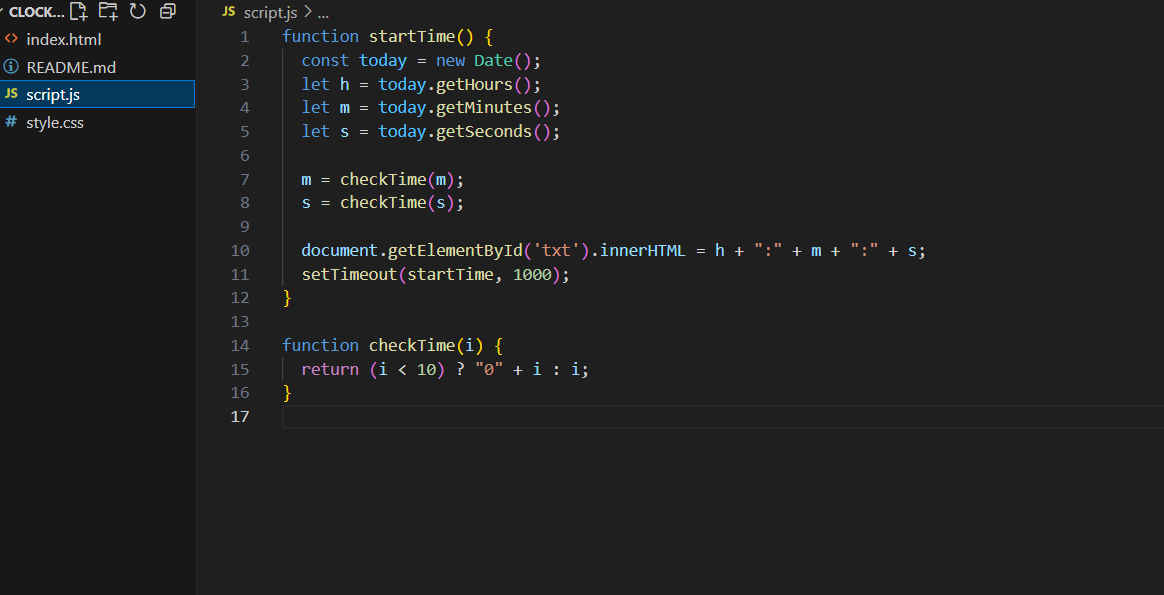 CLOCK...
index.html
README.md
JS script.js
# style.css
JS script.js > ...
1 function startTime() {
2   const today = new Date();
3   let h = today.getHours();
4   let m = today.getMinutes();
5   let s = today.getSeconds();
6
7   m = checkTime(m);
8   s = checkTime(s);
9
10   document.getElementById('txt').innerHTML = h + ":" + m + ":" + s;
11   setTimeout(startTime, 1000);
12 }
13
14 function checkTime(i) {
15   return (i < 10) ? "0" + i : i;
16 }
17